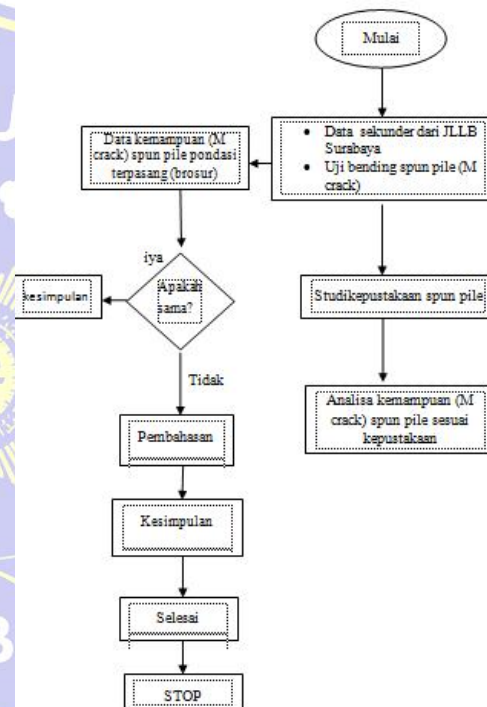 Mulai
• Data sekunder dari JLLB
Surabaya
• Uji bending spun pile (M
crack)
Data kemampuan (M
crack) spun pile pondasi
terpasang (brosur)
iya
Apakah
sama?
kesimpulan
Studikepustakaan spun pile
Tidak
Analisa kemampuan (M
crack) spun pile sesuai
kepustakaan
Pembahasan
Kesimpulan
Selesai
STOP